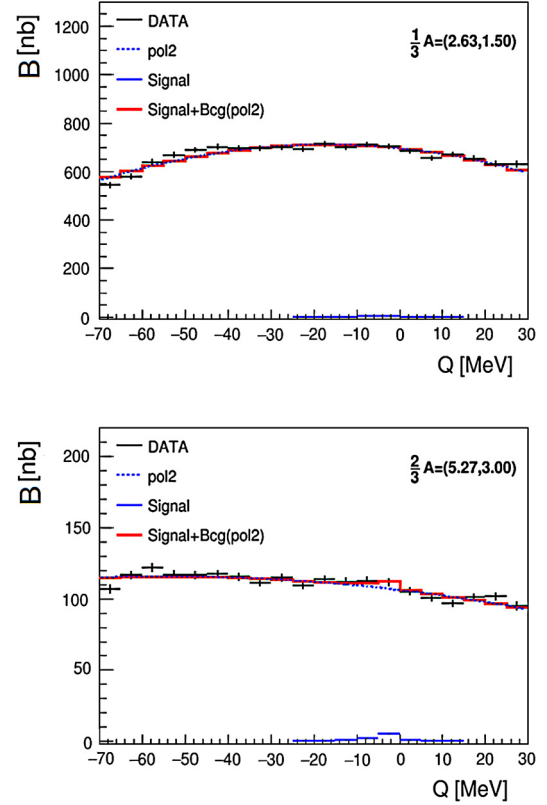 B [nb]
1200
1000
800
600
400
200
0
DATA
pol2
Signal
Signal+Bcg(pol2)
1/3 A=(2.63,1.50)
−70 −60 −50 −40 −30 −20 −10 0 10 20 30
Q [MeV]
B [nb]
200
150
100
50
0
DATA
pol2
Signal
Signal+Bcg(pol2)
2/3 A=(5.27,3.00)
−70 −60 −50 −40 −30 −20 −10 0 10 20 30
Q [MeV]